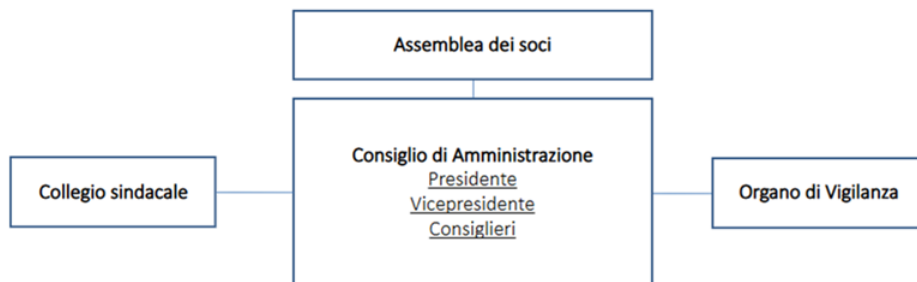 Assemblea dei soci
Consiglio di Amministrazione
Presidente
Vicepresidente
Consiglieri
Collegio sindacale
Organo di Vigilanza